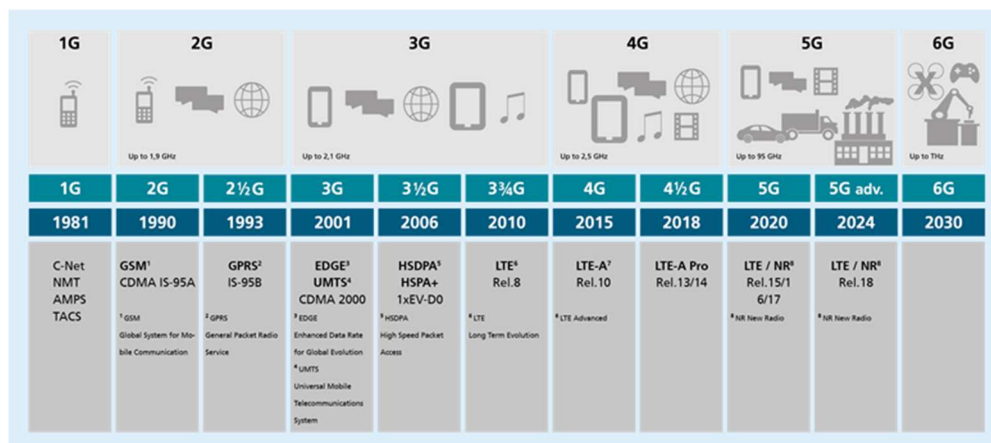 1G
2G
3G
4G
5G
6G
Up to 1,9 GHz
Up to 2,1 GHz
Up to 2,5 GHz
Up to 95 GHz
Up to THz
1G
2G
2½G
3G
3½G
3¾G
4G
4½G
5G
5G adv.
6G
1981
1990
1993
2001
2006
2010
2015
2018
2020
2024
2030
C-Net
NMT
AMPS
TACS
GSM¹
CDMA IS-95A
¹ GSM
Global System for Mo-
bile Communication
GPRS²
IS-95B
² GPRS
General Packet Radio
Service
EDGE³
UMTS⁴
CDMA 2000
³ EDGE
Enhanced Data Rate
for Global Evolution
⁴ UMTS
Universal Mobile
Telecommunications
System
HSDPA⁵
HSPA+
1xEV-D0
⁵ HSDPA
High Speed Packet
Access
LTE⁶
Rel.8
⁶ LTE
Long Term Evolution
LTE-A⁷
Rel.10
⁸ LTE Advanced
LTE-A Pro
Rel.13/14
LTE / NR⁸
Rel.15/1
6/17
⁸ NR New Radio
LTE / NR⁸
Rel.18
⁸ NR New Radio